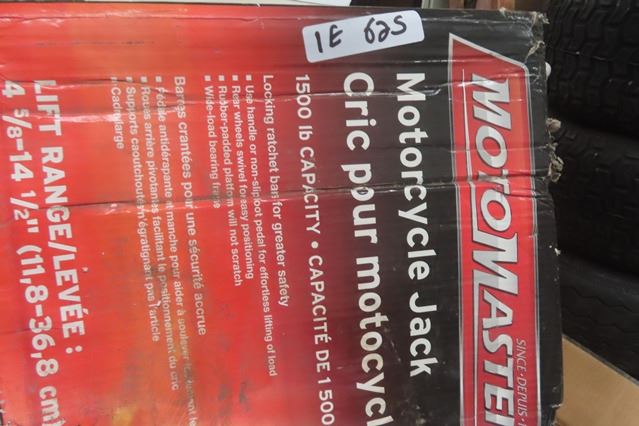 1E 625
MOTOMASTE
SINCE • DEPUIS •
Motorcycle Jack
Cric pour motocycl
1500 lb CAPACITY • CAPACITÉ DE 1 500
Locking ratchet bar for greater safety
▪ Use handle or non-slip foot pedal for effortless lifting of load
▪ Rear wheels swivel for easy positioning
▪ Rubber-padded platform will not scratch
▪ Wide-load bearing frame
Barres crantées pour une sécurité accrue
▪ Pédale antidérapante et manche pour aider à soulever
▪ Roues arrière pivotantes facilitant le positionnement du cric
▪ Supports caoutchouté n'égratignant pas l'article
▪ Cadre large
LIFT RANGE/LEVÉE :
4 5/8–14 1/2" (11,8–36,8 cm)